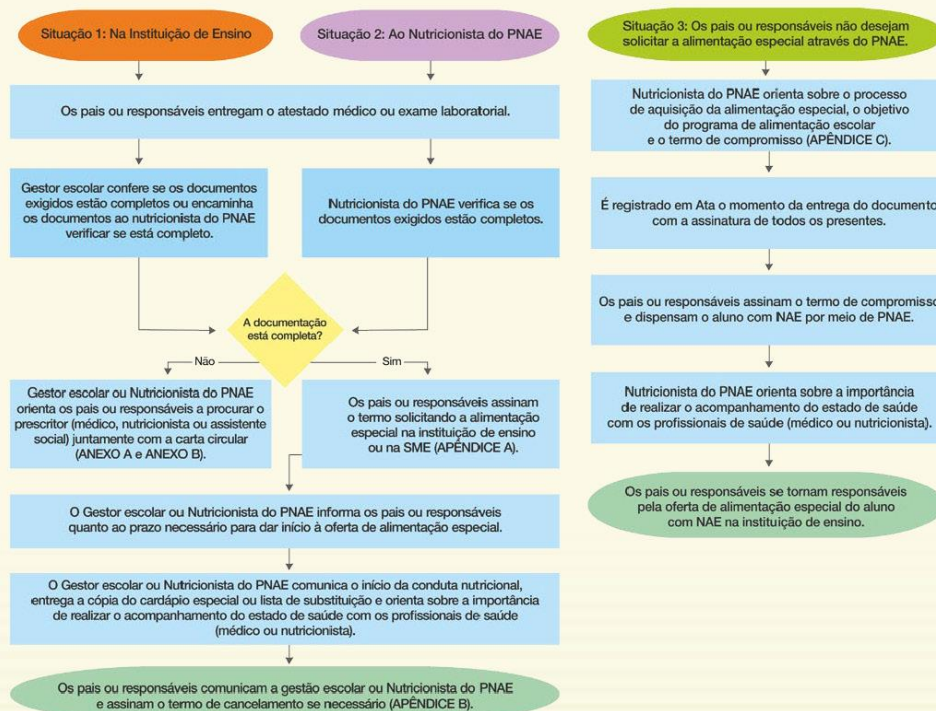 Situação 1: Na Instituição de Ensino
Situação 2: Ao Nutricionista do PNAE
Os pais ou responsáveis entregam o atestado médico ou exame laboratorial.
Gestor escolar confere se os documentos
exigidos estão completos ou encaminha
os documentos ao nutricionista do PNAE
verificar se está completo.
Nutricionista do PNAE verifica se os
documentos exigidos estão completos.
A documentação
está completa?
Não
Sim
Gestor escolar ou Nutricionista do PNAE
orienta os pais ou responsáveis a procurar o
prescritor (médico, nutricionista ou assistente
social) juntamente com a carta circular
(ANEXO A e ANEXO B).
Os pais ou responsáveis assinam
o termo solicitando a alimentação
especial na instituição de ensino
ou na SME (APÊNDICE A).
O Gestor escolar ou Nutricionista do PNAE informa os pais ou responsáveis
quanto ao prazo necessário para dar início à oferta de alimentação especial.
O Gestor escolar ou Nutricionista do PNAE comunica o início da conduta nutricional,
entrega a cópia do cardápio especial ou lista de substituição e orienta sobre a importância
de realizar o acompanhamento do estado de saúde com os profissionais de saúde
(médico ou nutricionista).
Os pais ou responsáveis comunicam a gestão escolar ou Nutricionista do PNAE
e assinam o termo de cancelamento se necessário (APÊNDICE B).
Situação 3: Os pais ou responsáveis não desejam
solicitar a alimentação especial através do PNAE.
Nutricionista do PNAE orienta sobre o processo
de aquisição da alimentação especial, o objetivo
do programa de alimentação escolar
e o termo de compromisso (APÊNDICE C).
É registrado em Ata o momento da entrega do documento
com a assinatura de todos os presentes.
Os pais ou responsáveis assinam o termo de compromisso
e dispensam o aluno com NAE por meio de PNAE.
Nutricionista do PNAE orienta sobre a importância
de realizar o acompanhamento do estado de saúde
com os profissionais de saúde (médico ou nutricionista).
Os pais ou responsáveis se tornam responsáveis
pela oferta de alimentação especial do aluno
com NAE na instituição de ensino.